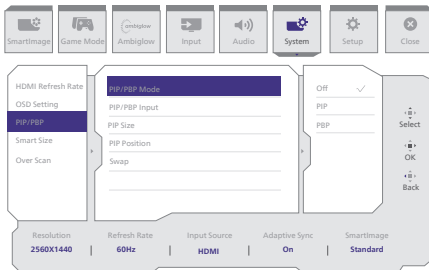 ambiglow
SmartImage
Game Mode
Ambiglow
Input
Audio
System
Setup
Close
HDMI Refresh Rate
OSD Setting
PIP/PBP
Smart Size
Over Scan
PIP/PBP Mode
PIP/PBP Input
PIP Size
PIP Position
Swap
Off
PIP
PBP
Select
OK
Back
Resolution
2560X1440
Refresh Rate
60Hz
Input Source
HDMI
Adaptive Sync
On
SmartImage
Standard